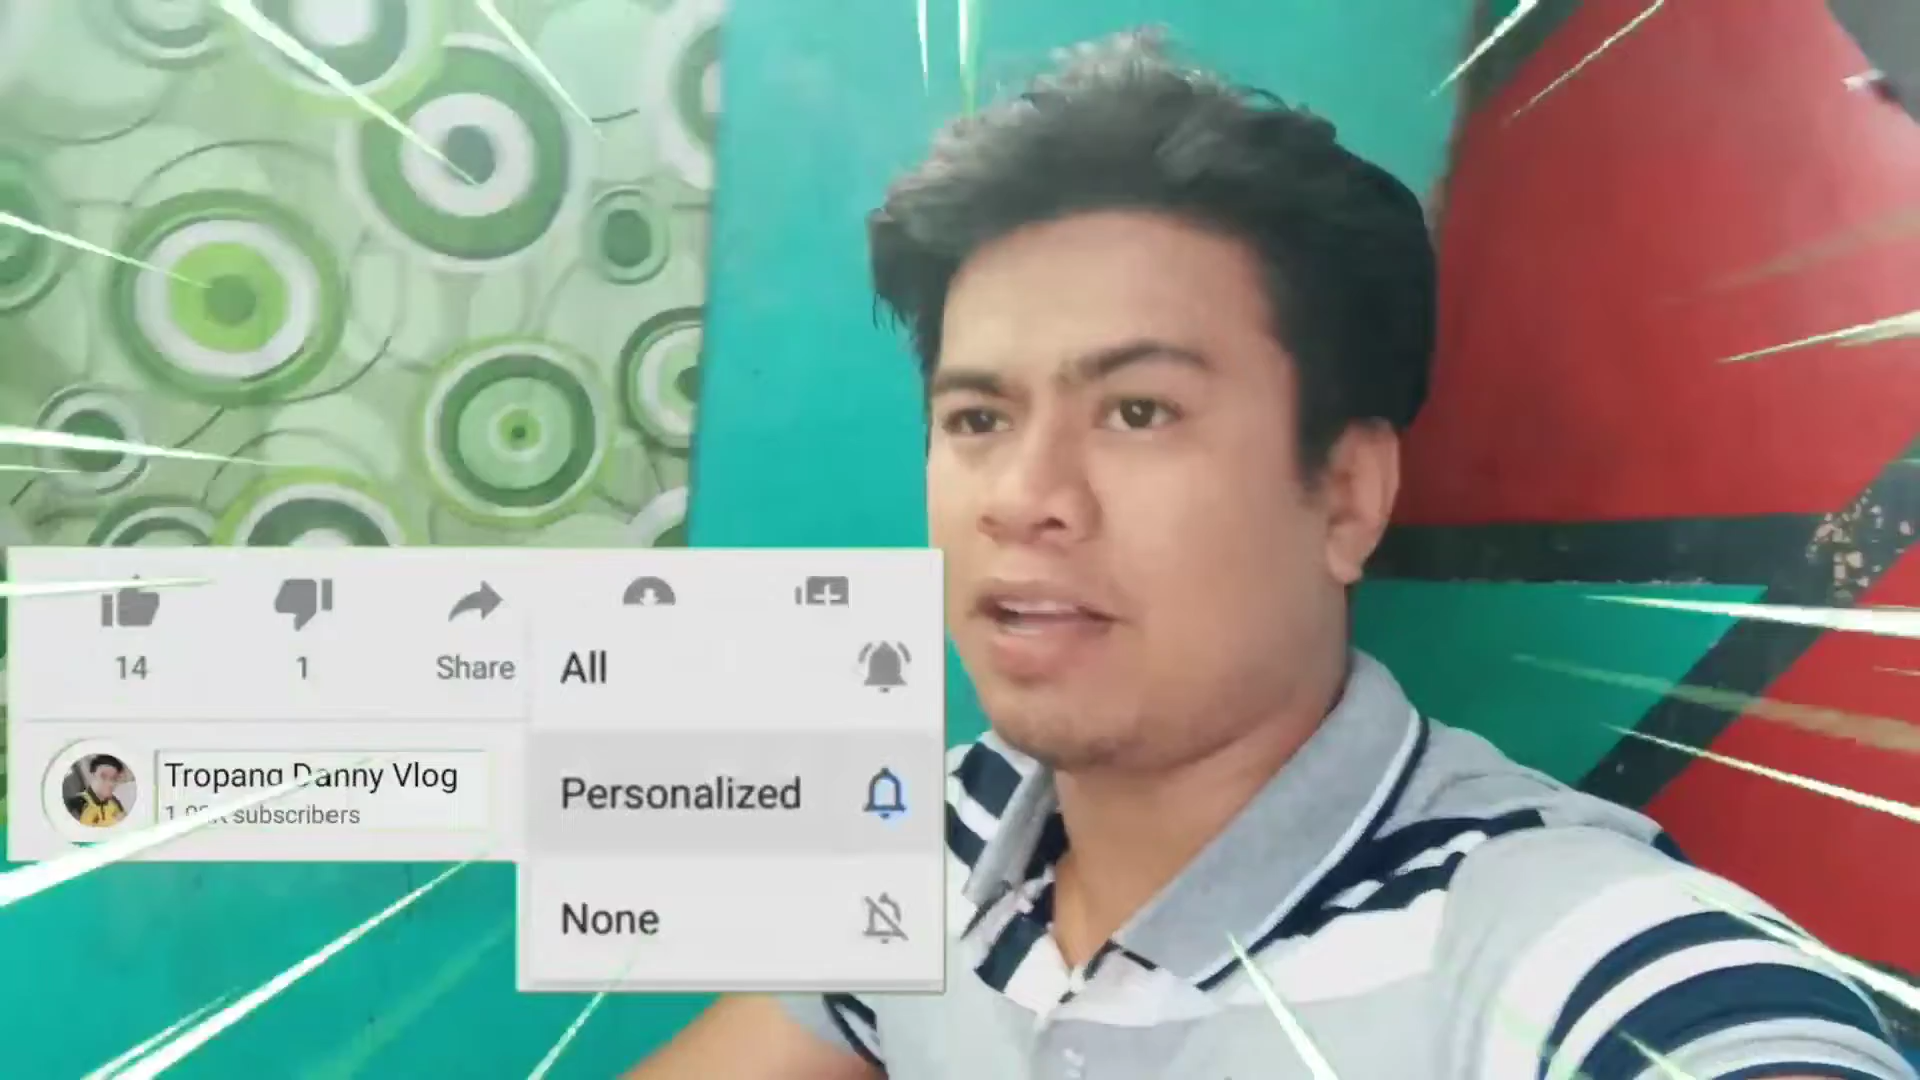 14
1
Share
All
Tropang Danny Vlog
subscribers
Personalized
None